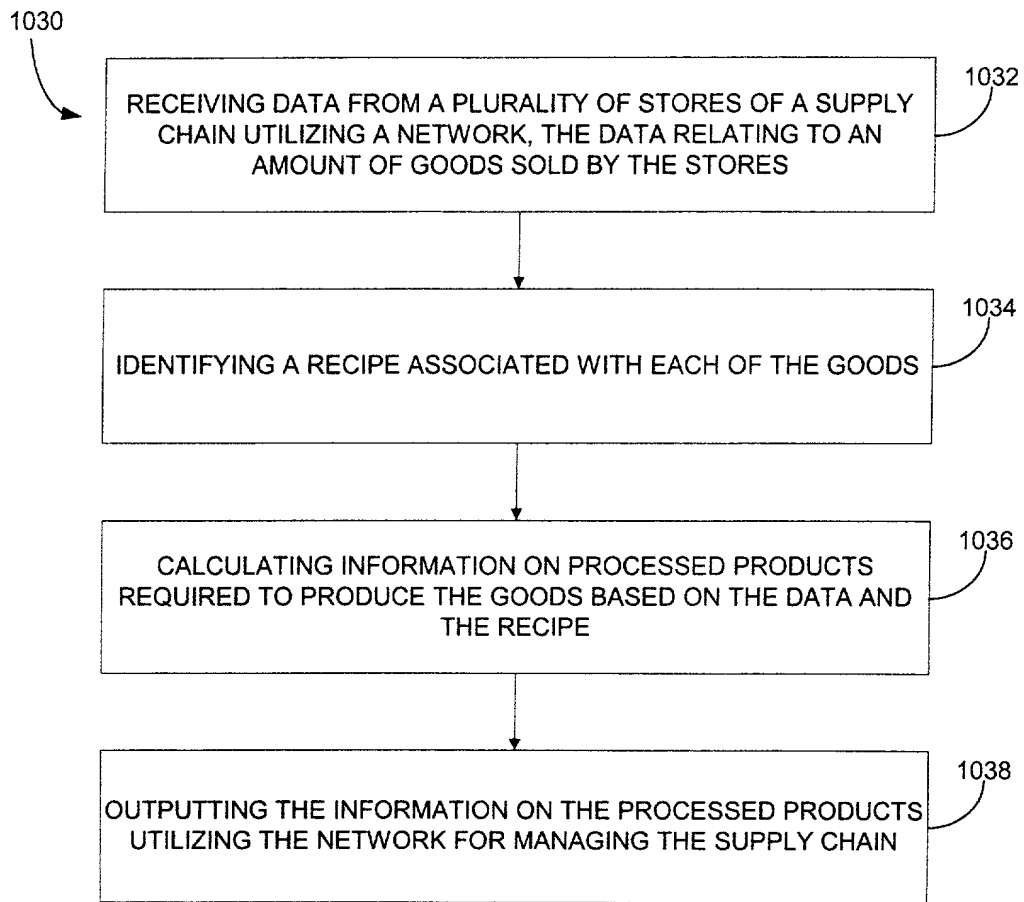 1030
1032
RECEIVING DATA FROM A PLURALITY OF STORES OF A SUPPLY
CHAIN UTILIZING A NETWORK, THE DATA RELATING TO AN
AMOUNT OF GOODS SOLD BY THE STORES
1034
IDENTIFYING A RECIPE ASSOCIATED WITH EACH OF THE GOODS
1036
CALCULATING INFORMATION ON PROCESSED PRODUCTS
REQUIRED TO PRODUCE THE GOODS BASED ON THE DATA AND
THE RECIPE
1038
OUTPUTTING THE INFORMATION ON THE PROCESSED PRODUCTS
UTILIZING THE NETWORK FOR MANAGING THE SUPPLY CHAIN